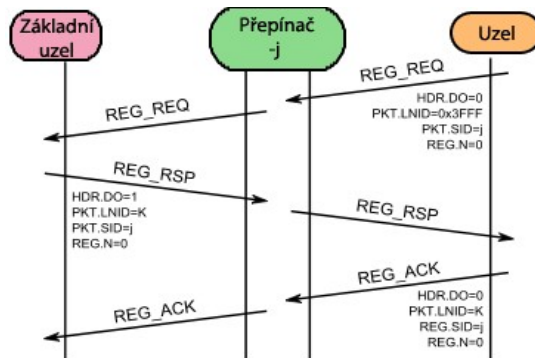 Základní
uzel
Přepínač
-j
Uzel
REG_REQ
HDR.DO=0
PKT.LNID=0x3FFF
PKT.SID=j
REG.N=0
REG_REQ
REG_RSP
HDR.DO=1
PKT.LNID=K
PKT.SID=j
REG.N=0
REG_RSP
REG_ACK
HDR.DO=0
PKT.LNID=K
REG.SID=j
REG.N=0
REG_ACK